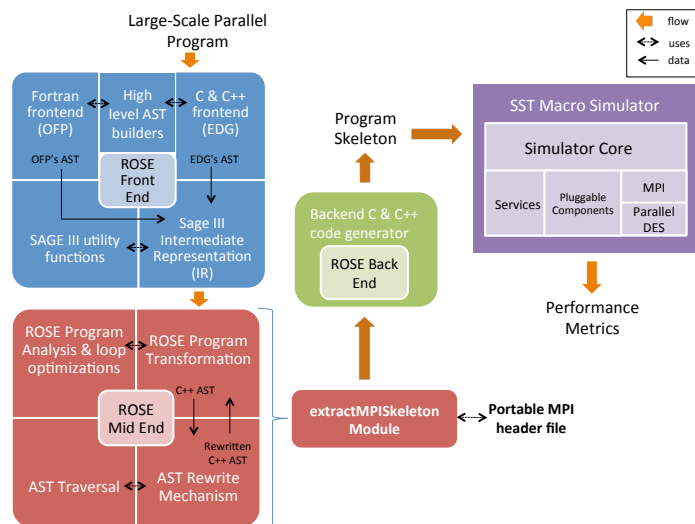 Large-Scale Parallel
Program
flow
uses
data
Fortran
frontend
(OFP)
High
level AST
builders
C & C++
frontend
(EDG)
OFP's AST
EDG's AST
ROSE
Front
End
SAGE III utility
functions
Sage III
Intermediate
Representation
(IR)
ROSE Program
Analysis & loop
optimizations
ROSE Program
Transformation
C++ AST
ROSE
Mid End
Rewritten
C++ AST
AST Traversal
AST Rewrite
Mechanism
Program
Skeleton
Backend C & C++
code generator
ROSE Back
End
extractMPISkeleton
Module
Portable MPI
header file
SST Macro Simulator
Simulator Core
Services
Pluggable
Components
MPI
Parallel
DES
Performance
Metrics